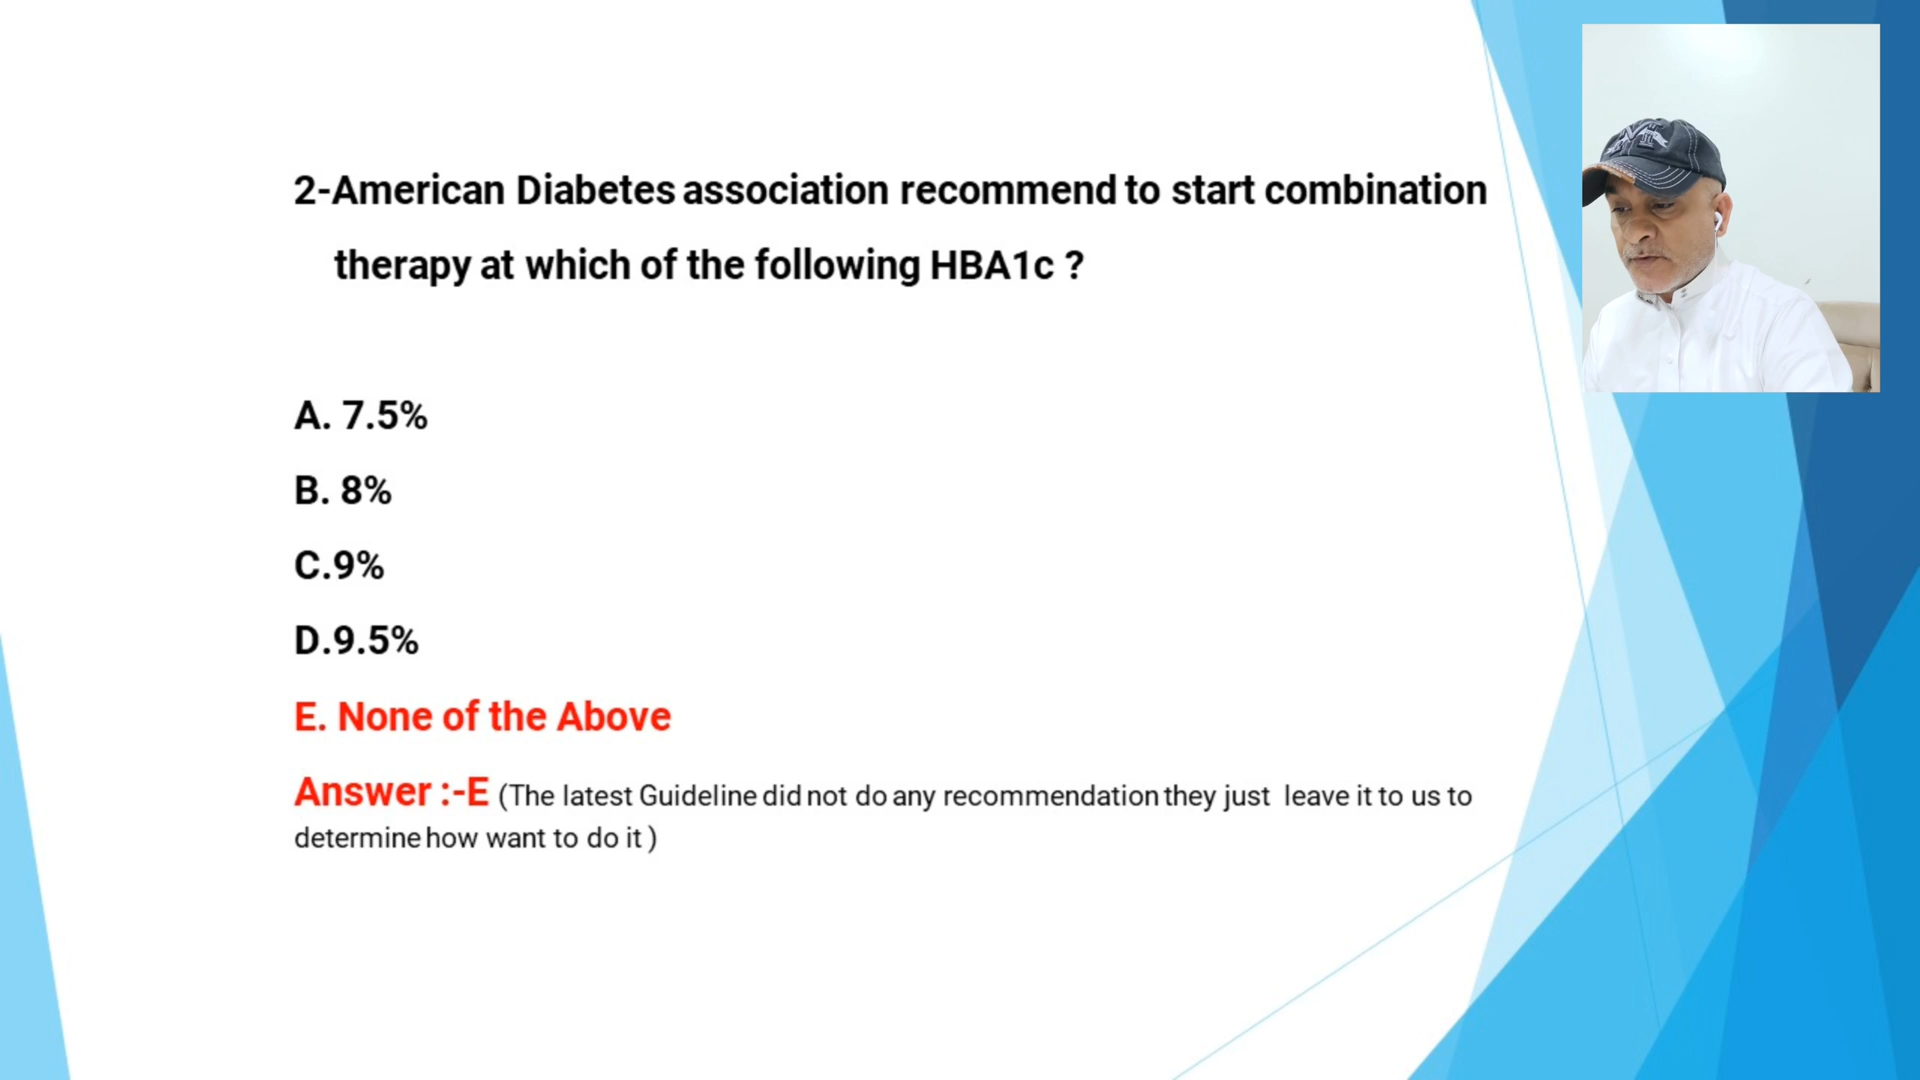 2-American Diabetes association recommend to start combination
therapy at which of the following HBA1c ?
A. 7.5%
B. 8%
C.9%
D.9.5%
E. None of the Above
Answer :-E (The latest Guideline did not do any recommendation they just leave it to us to
determine how want to do it )